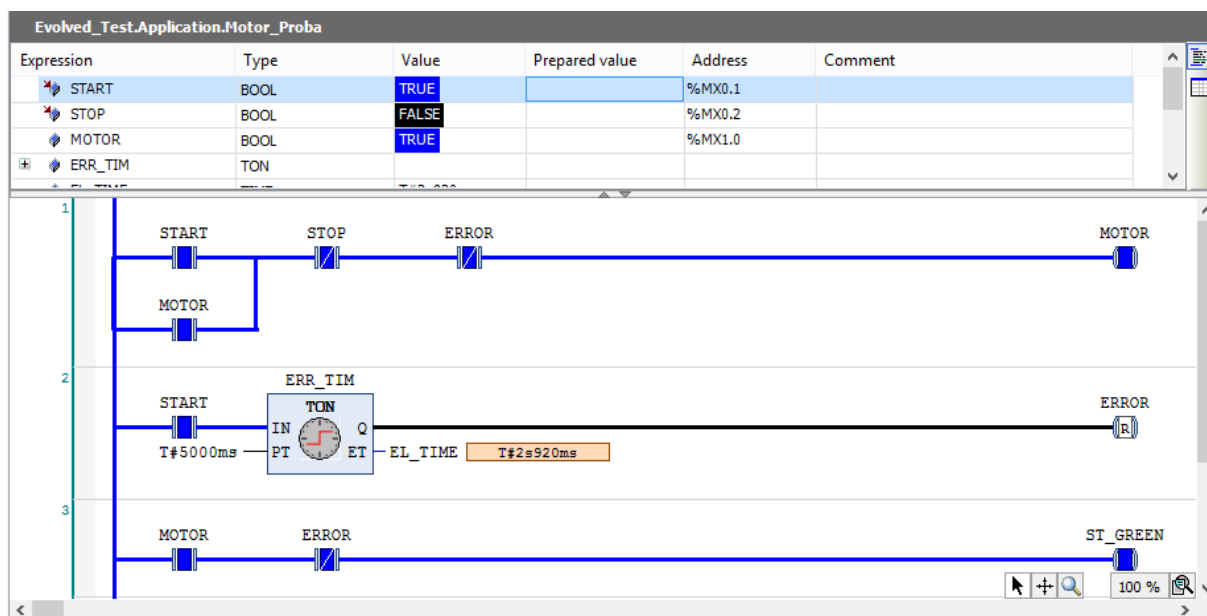 Evolved_Test.Application.Motor_Proba
Expression Type Value Prepared value Address Comment
START BOOL TRUE %MX0.1
STOP BOOL FALSE %MX0.2
MOTOR BOOL TRUE %MX1.0
ERR_TIM TON
1
START STOP ERROR MOTOR
MOTOR
2
ERR_TIM
START TON ERROR
IN Q R
T#5000ms PT ET EL_TIME T#2s920ms
3
MOTOR ERROR ST_GREEN
100 %